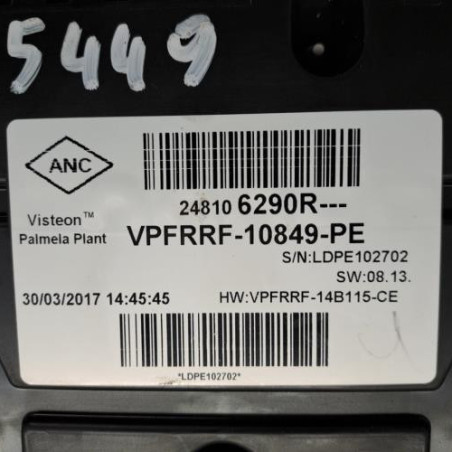 5449
ANC
24810 6290R---
Visteon™
Palmela Plant
VPFRRF-10849-PE
S/N:LDPE102702
SW:08.13.
30/03/2017 14:45:45
HW:VPFRRF-14B115-CE
*LDPE102702*